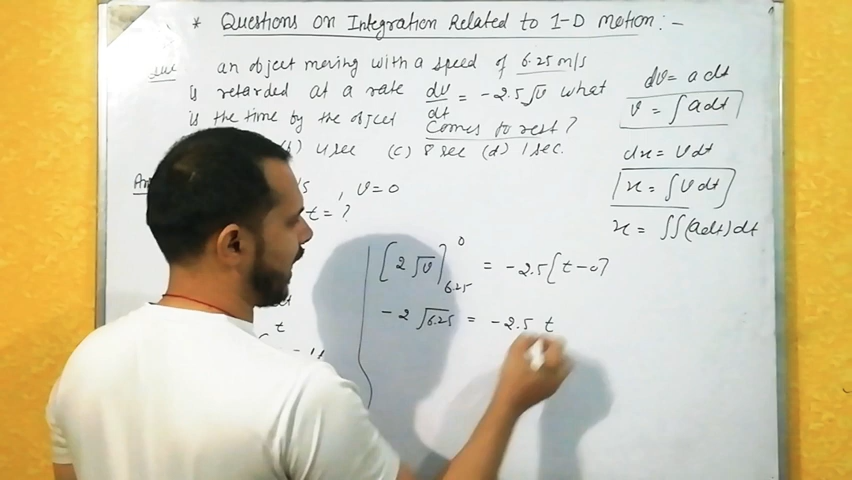 * Questions on Integration Related to 1-D motion:-
Que an object moving with a speed of 6.25 m/s
is retarded at a rate dv/dt = -2.5√v what
is the time by the object comes to rest?
) 4 sec (c) 8 sec (d) 1 sec.
An , v=0
t=?
[2√v]₆.₂₅⁰ = -2.5[t-0]
-2√6.25 = -2.5 t
t
dv = a dt
v = ∫a dt
dx = v dt
x = ∫v dt
x = ∫∫(a dt) dt